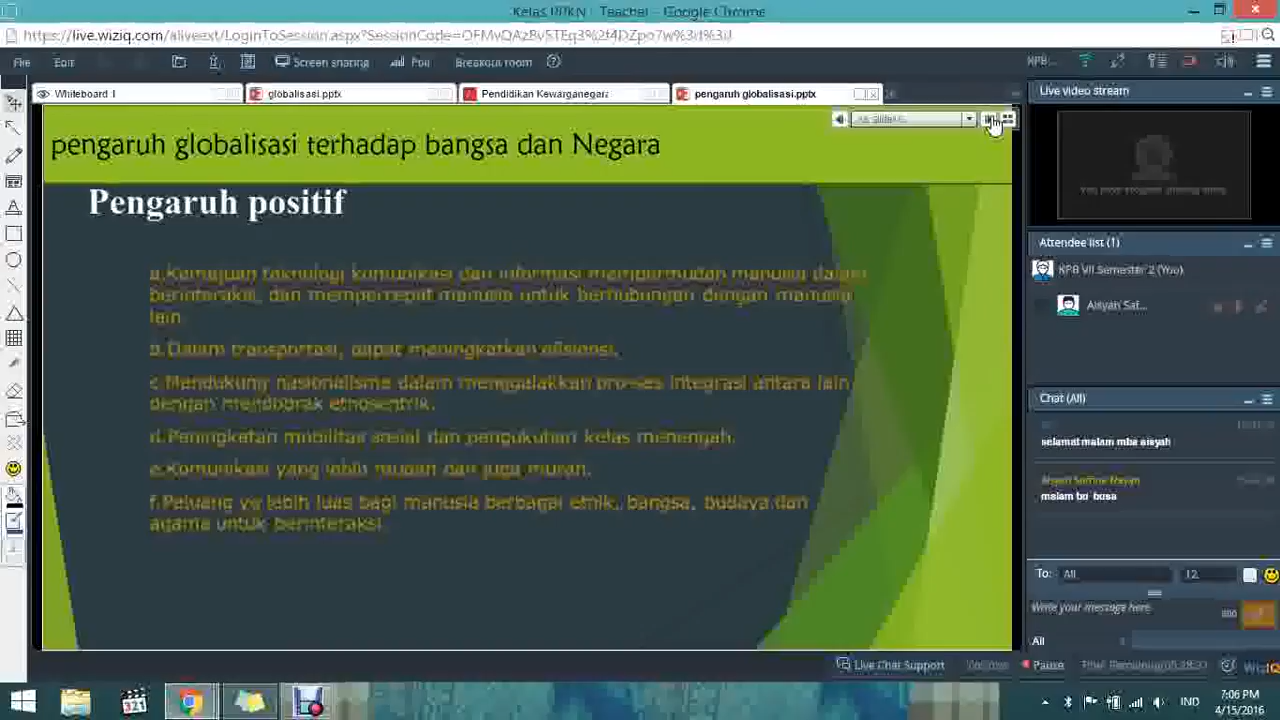 Kelas PPKN | Teacher - Google Chrome
https://live.wiziq.com/aliveext/LoginToSession.aspx?SessionCode=
File Edit Screen sharing Poll Breakout room
Whiteboard 1 globalisasi.pptx Pendidikan Kewarganegara pengaruh globalisasi.pptx
pengaruh globalisasi terhadap bangsa dan Negara
Pengaruh positif
a.Kemajuan teknologi komunikasi dan informasi mempermudah manusia dalam
berinteraksi, dan mempercepat manusia untuk berhubungan dengan manusia
lain
b.Dalam transportasi, dapat meningkatkan efisiensi.
c.Mendukung nasionalisme dalam menggalakkan proses integrasi antara lain
dengan mendobrak etnosentrik.
d.Peningkatan mobilitas sosial dan pengukuhan kelas menengah.
e.Komunikasi yang lebih mudah dan juga murah.
f.Peluang yg lebih luas bagi manusia berbagai etnik, bangsa, budaya dan
agama untuk berinteraksi
KPB...
Live video stream
Attendee list (1)
KPB VII Semester 2 (You)
Aisyah Saf...
Chat (All)
selamat malam mba aisyah
malam bu
To: All 12
Write your message here
All
Live Chat Support
Pause
IND
7:06 PM
4/15/2016